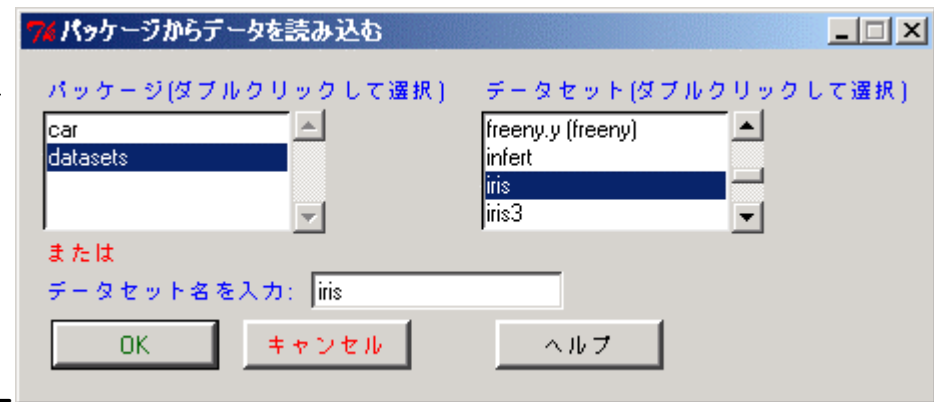 パッケージからデータを読み込む
パッケージ(ダブルクリックして選択)
データセット(ダブルクリックして選択)
car
datasets
freeny.y (freeny)
infert
iris
iris3
または
データセット名を入力: iris
OK
キャンセル
ヘルプ